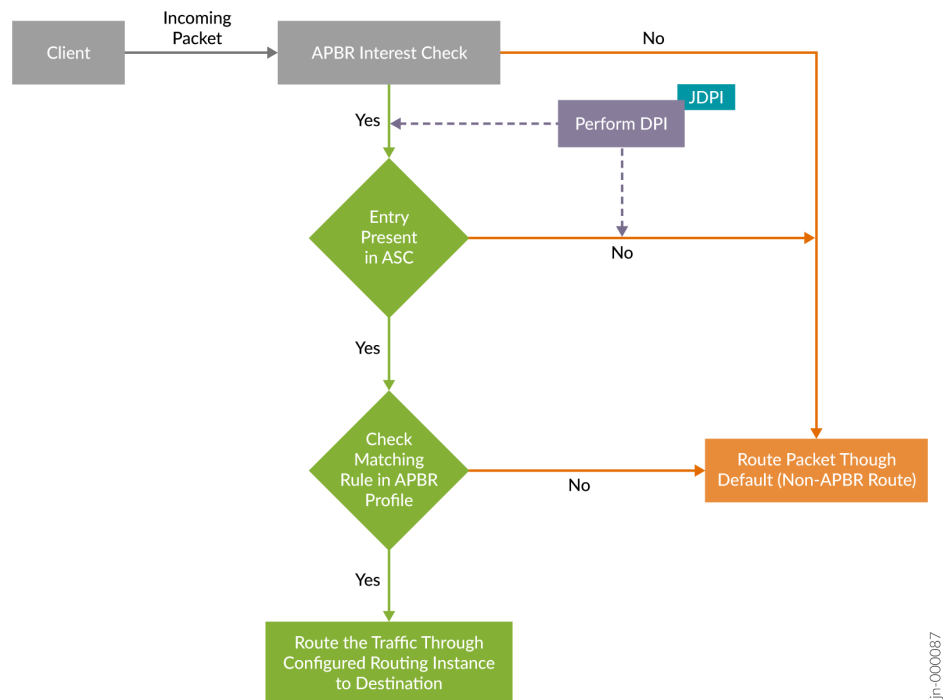 Incoming
Packet
Client
APBR Interest Check
No
JDPI
Yes
Perform DPI
Entry
Present
in ASC
No
Yes
Check
Matching
Rule in APBR
Profile
No
Route Packet Though
Default (Non-APBR Route)
Yes
Route the Traffic Through
Configured Routing Instance
to Destination
jn-000087